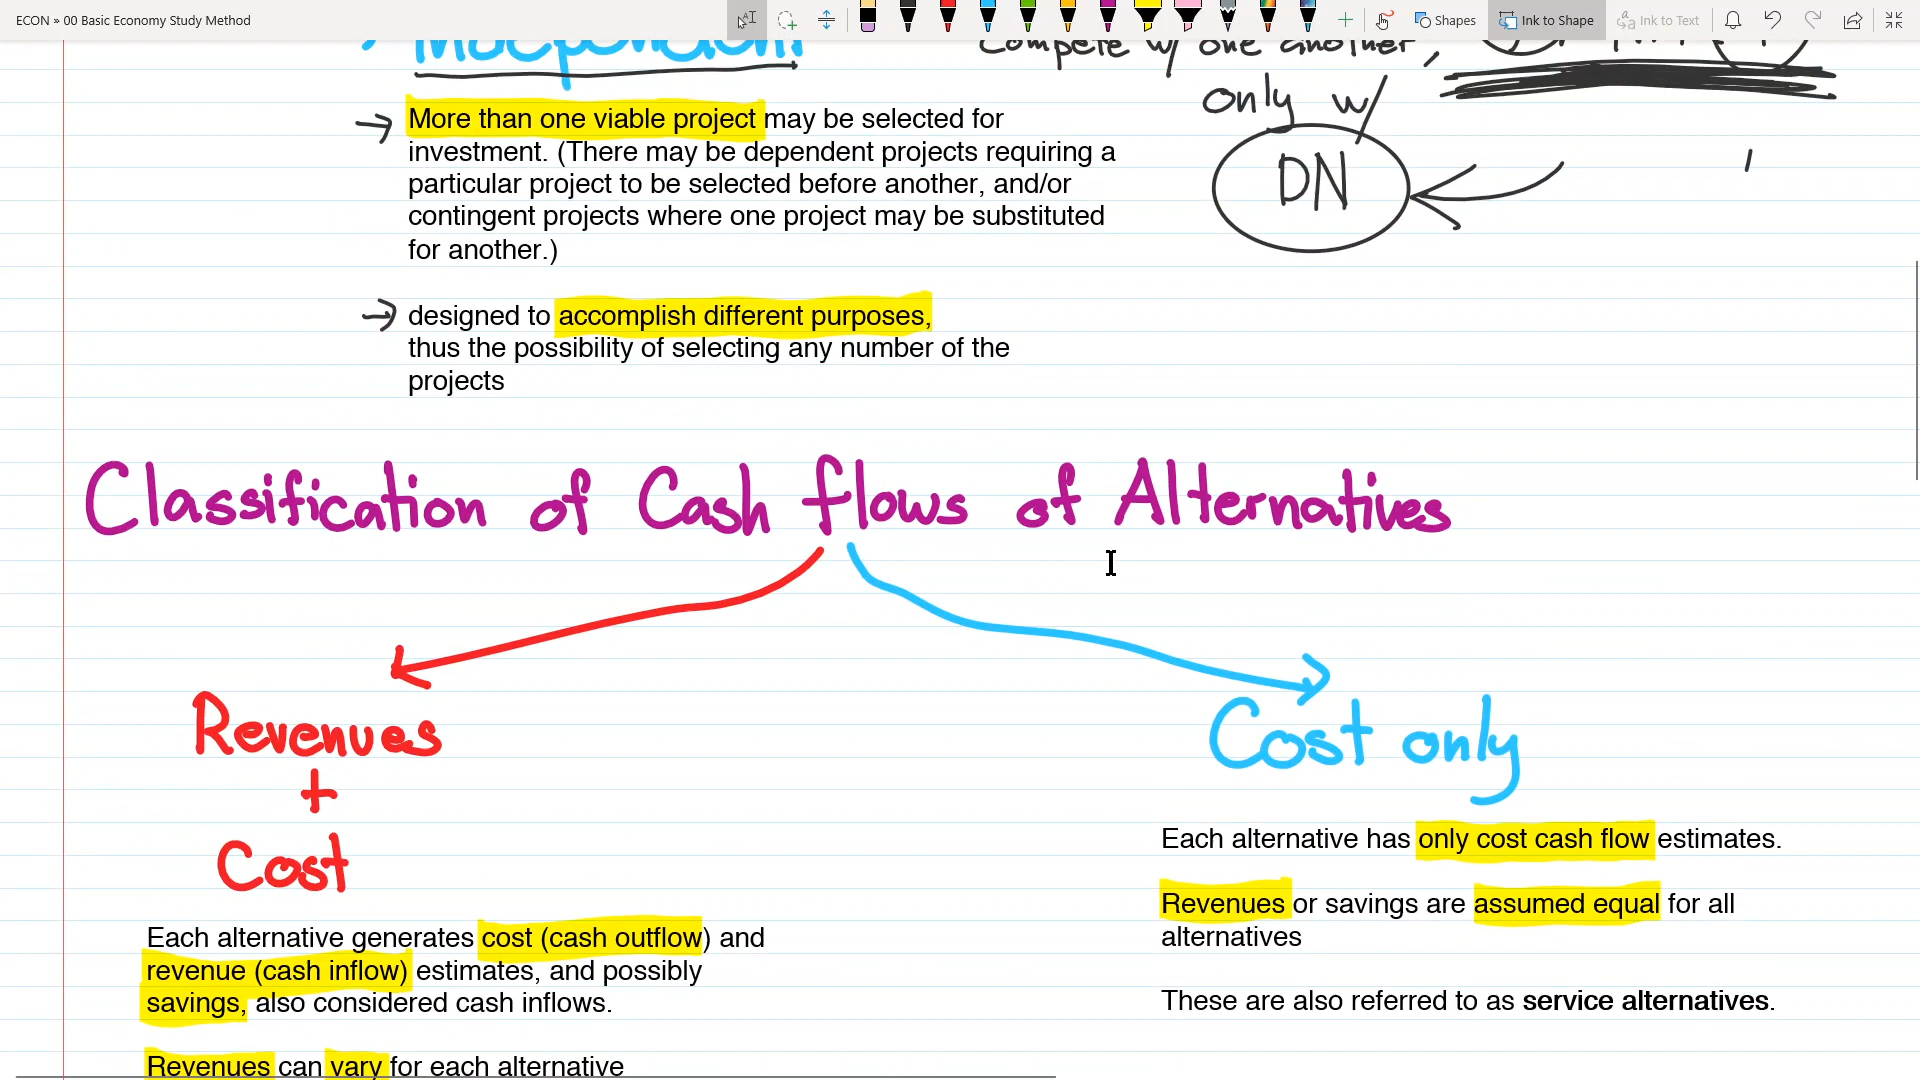 ECON » 00 Basic Economy Study Method
Shapes
Ink to Shape
Ink to Text
Independent
compete w/ one another,
only w/
DN
More than one viable project may be selected for
investment. (There may be dependent projects requiring a
particular project to be selected before another, and/or
contingent projects where one project may be substituted
for another.)
designed to accomplish different purposes,
thus the possibility of selecting any number of the
projects
Classification of Cash flows of Alternatives
Revenues
+
Cost
Each alternative generates cost (cash outflow) and
revenue (cash inflow) estimates, and possibly
savings, also considered cash inflows.
Revenues can vary for each alternative
Cost only
Each alternative has only cost cash flow estimates.
Revenues or savings are assumed equal for all
alternatives
These are also referred to as service alternatives.